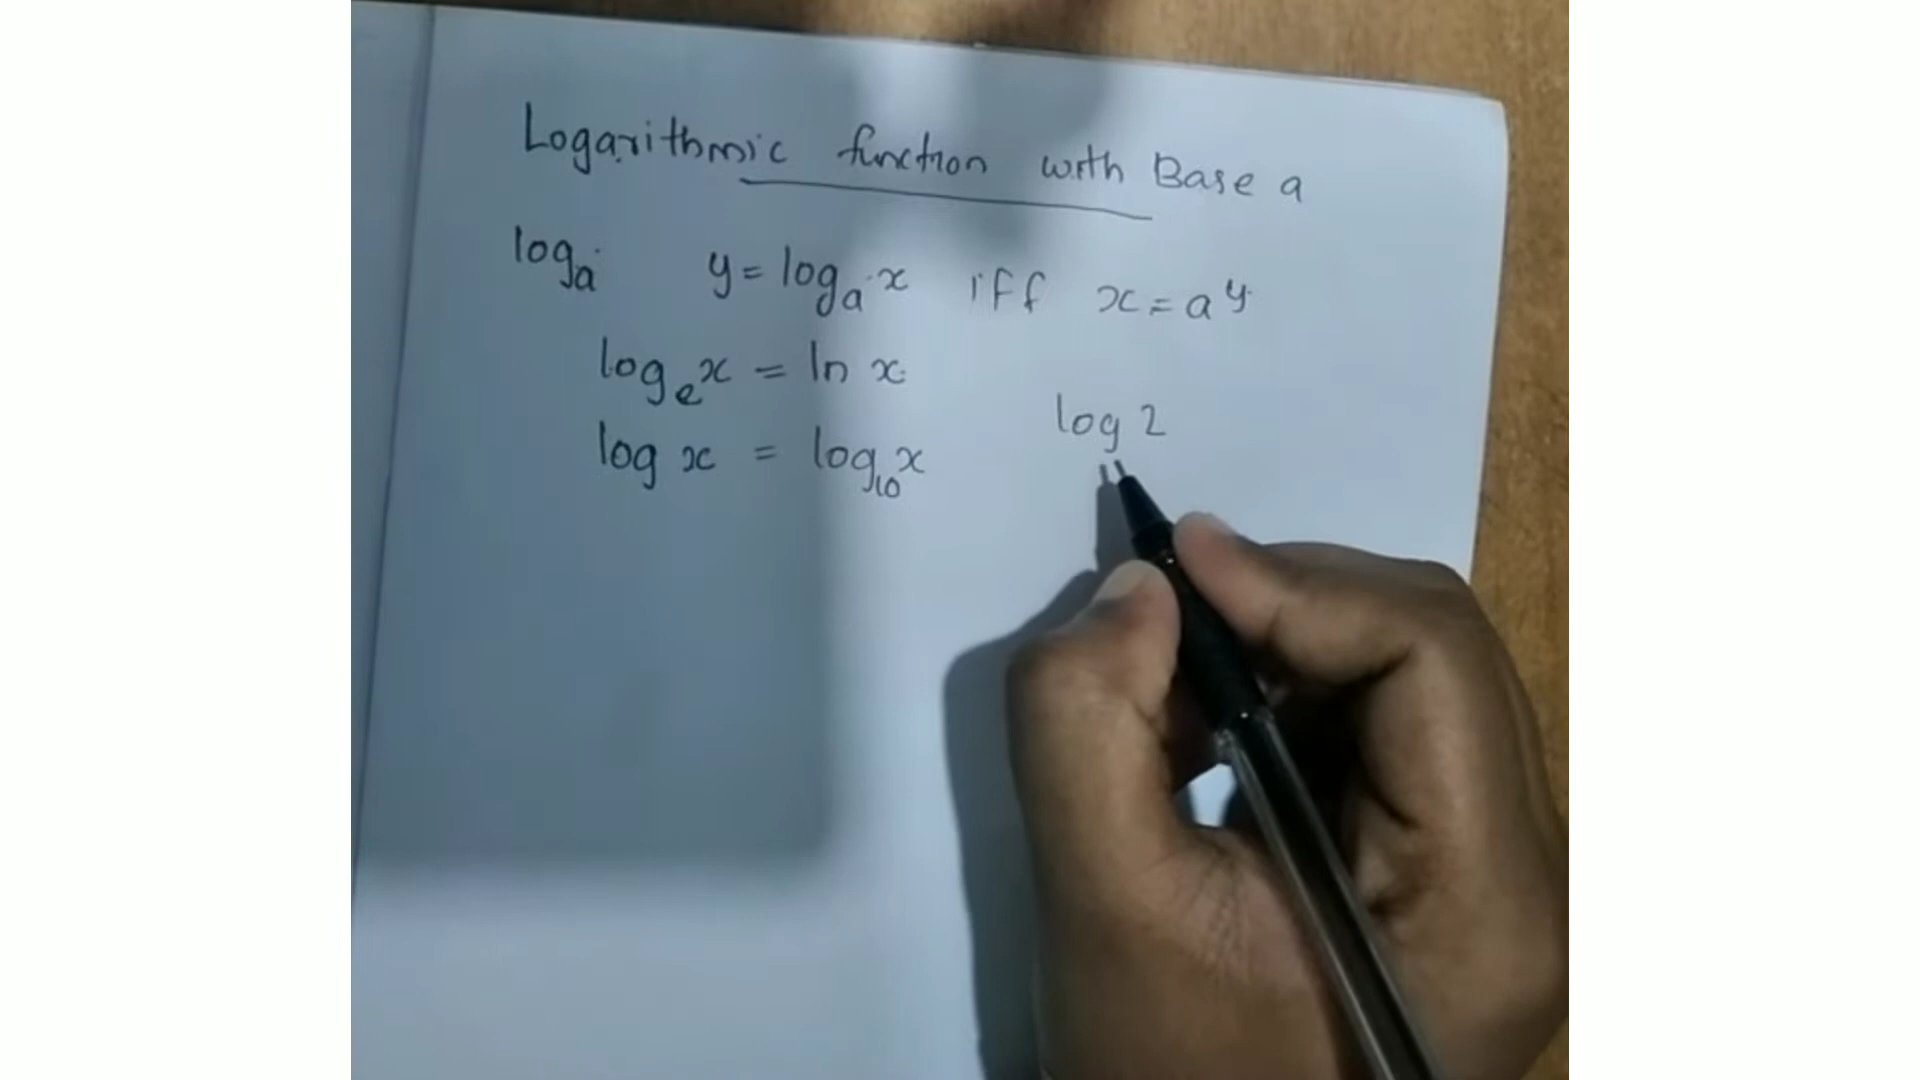 Logarithmic function with Base a
logₐ y = logₐ x iff x = a^y
logₑ x = ln x
log 2
log x = log₁₀ x